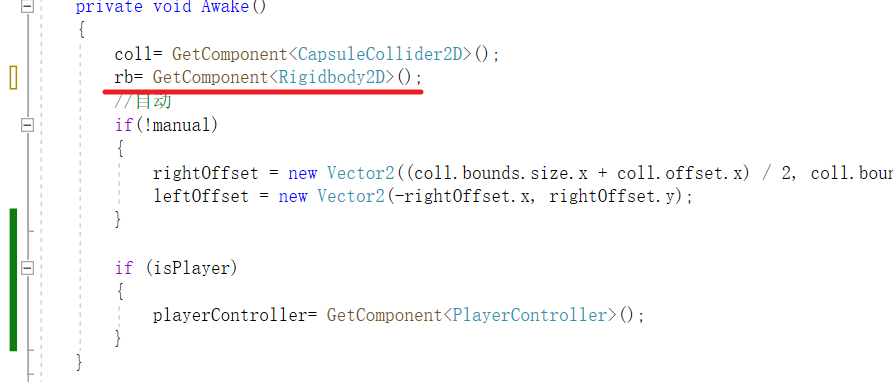 private void Awake()
{
coll= GetComponent<CapsuleCollider2D>();
rb= GetComponent<Rigidbody2D>();
//自动
if(!manual)
{
rightOffset = new Vector2((coll.bounds.size.x + coll.offset.x) / 2, coll.bou
leftOffset = new Vector2(-rightOffset.x, rightOffset.y);
}
if (isPlayer)
{
playerController= GetComponent<PlayerController>();
}
}